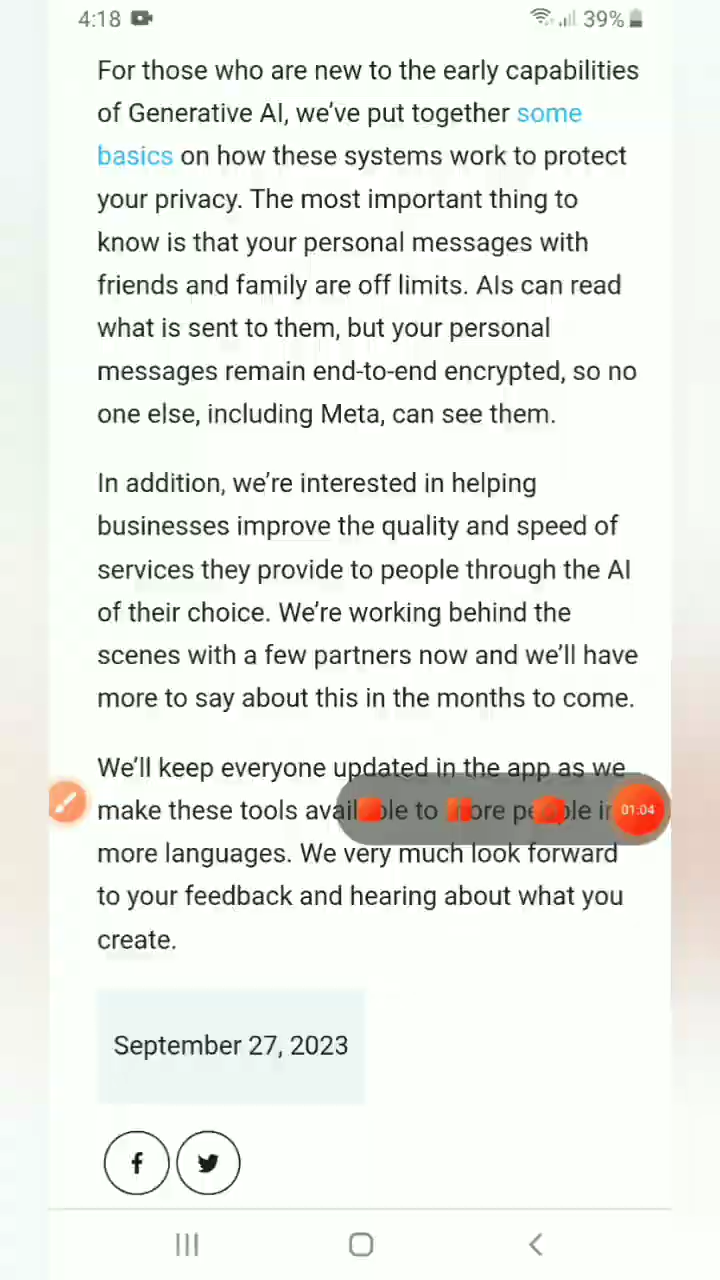 4:18
39%
For those who are new to the early capabilities
of Generative AI, we've put together some
basics on how these systems work to protect
your privacy. The most important thing to
know is that your personal messages with
friends and family are off limits. AIs can read
what is sent to them, but your personal
messages remain end-to-end encrypted, so no
one else, including Meta, can see them.
In addition, we're interested in helping
businesses improve the quality and speed of
services they provide to people through the AI
of their choice. We're working behind the
scenes with a few partners now and we'll have
more to say about this in the months to come.
We'll keep everyone updated in the app as we
make these tools available to more people in
01:04
more languages. We very much look forward
to your feedback and hearing about what you
create.
September 27, 2023